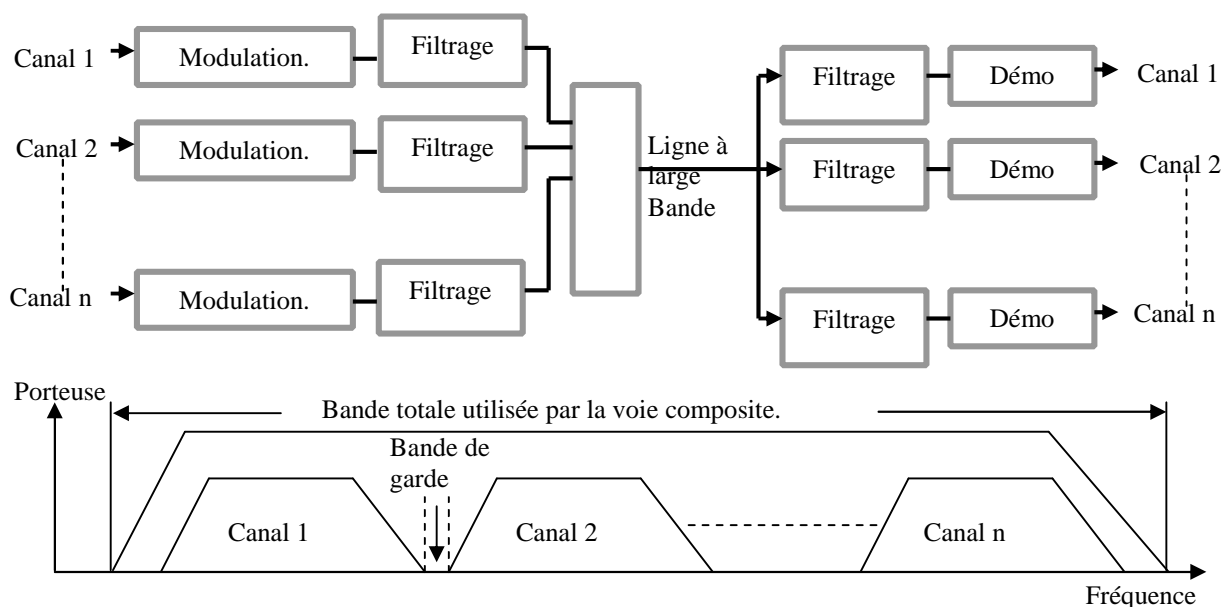 Canal 1
Modulation.
Filtrage
Filtrage
Démo
Canal 1
Canal 2
Modulation.
Filtrage
Ligne à
large
Bande
Filtrage
Démo
Canal 2
Canal n
Modulation.
Filtrage
Filtrage
Démo
Canal n
Porteuse
Bande totale utilisée par la voie composite.
Bande de
garde
Canal 1
Canal 2
Canal n
Fréquence